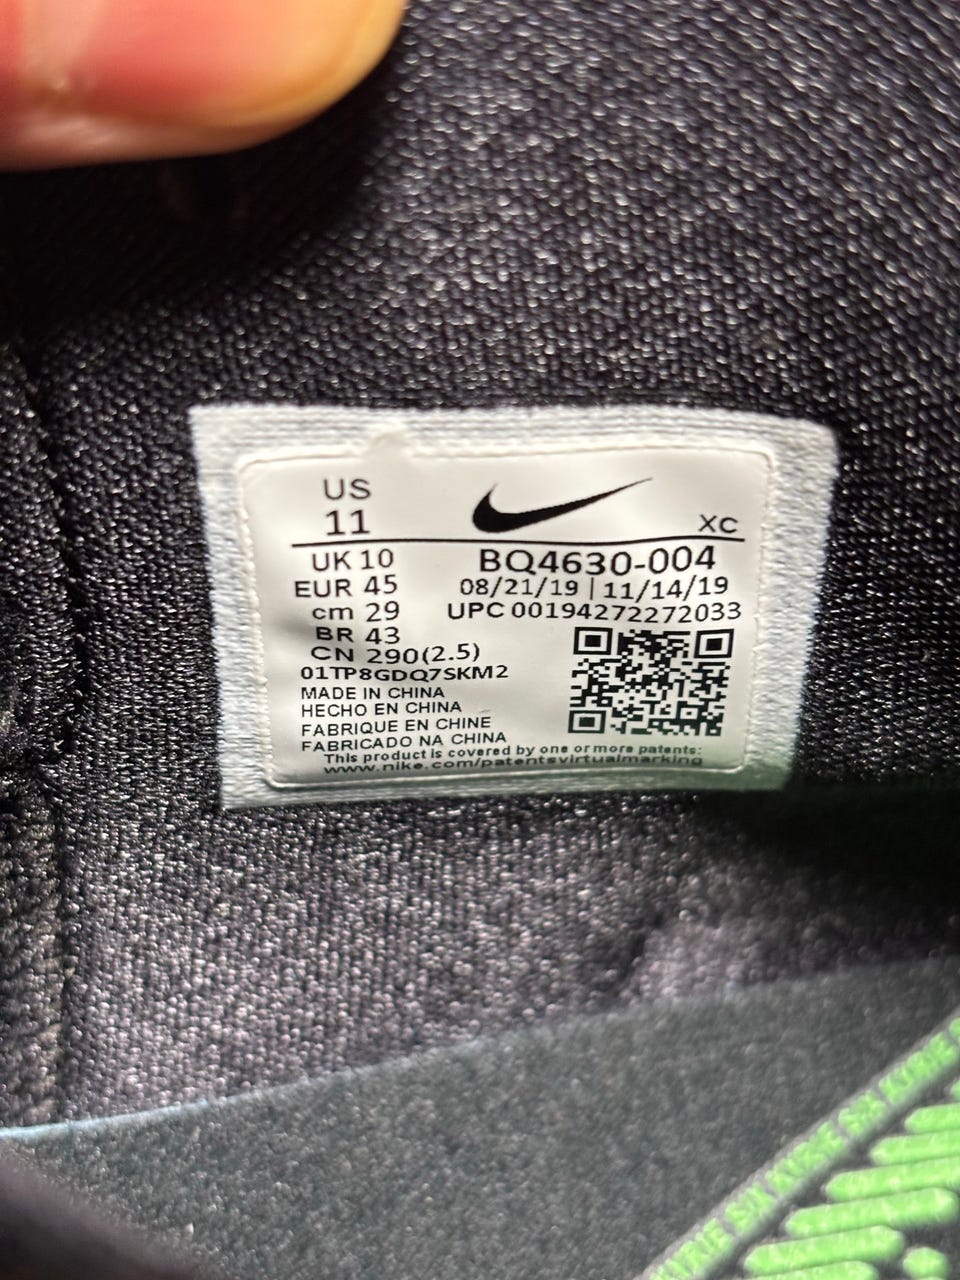 US
11
XC
UK 10
BQ4630-004
EUR 45
08/21/19 | 11/14/19
cm 29
UPC 00194272272033
BR 43
CN 290(2.5)
01TP8GDQ7SKM2
MADE IN CHINA
HECHO EN CHINA
FABRIQUE EN CHINE
FABRICADO NA CHINA
This product is covered by one or more patents:
www.nike.com/patentsvirtualmarking